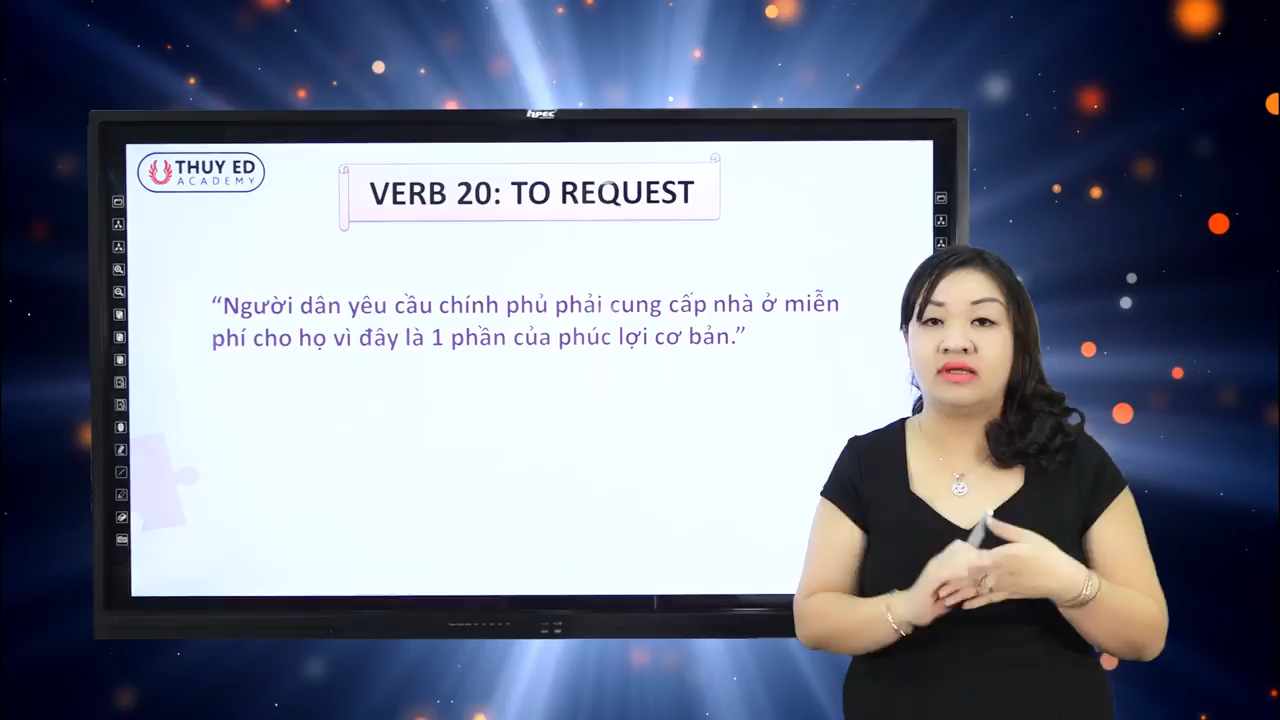 HPEC
THUY ED
ACADEMY
VERB 20: TO REQUEST
“Người dân yêu cầu chính phủ phải cung cấp nhà ở miễn
phí cho họ vì đây là 1 phần của phúc lợi cơ bản.”